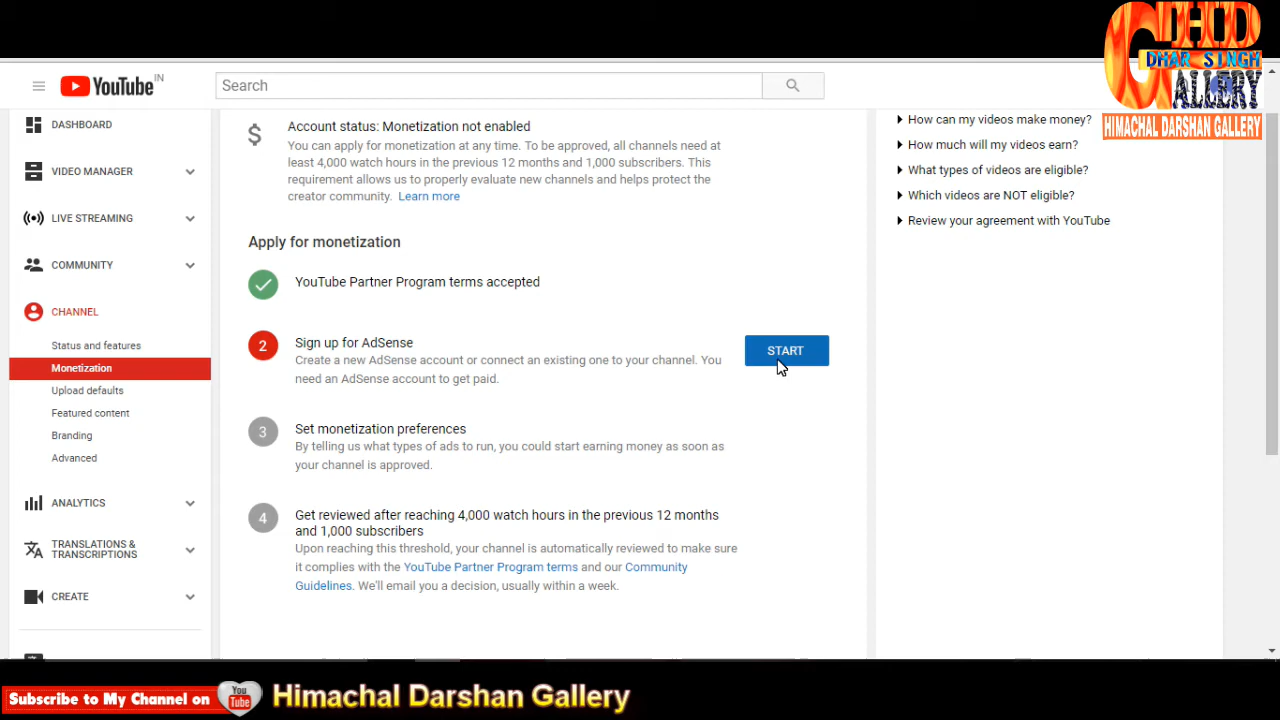 GHD
DHAR SINGH
GALLERY
HIMACHAL DARSHAN GALLERY
YouTube IN
Search
DASHBOARD
VIDEO MANAGER
LIVE STREAMING
COMMUNITY
CHANNEL
Status and features
Monetization
Upload defaults
Featured content
Branding
Advanced
ANALYTICS
TRANSLATIONS &
TRANSCRIPTIONS
CREATE
$
Account status: Monetization not enabled
You can apply for monetization at any time. To be approved, all channels need at
least 4,000 watch hours in the previous 12 months and 1,000 subscribers. This
requirement allows us to properly evaluate new channels and helps protect the
creator community. Learn more
Apply for monetization
YouTube Partner Program terms accepted
2
Sign up for AdSense
Create a new AdSense account or connect an existing one to your channel. You
need an AdSense account to get paid.
START
3
Set monetization preferences
By telling us what types of ads to run, you could start earning money as soon as
your channel is approved.
4
Get reviewed after reaching 4,000 watch hours in the previous 12 months
and 1,000 subscribers
Upon reaching this threshold, your channel is automatically reviewed to make sure
it complies with the YouTube Partner Program terms and our Community
Guidelines. We'll email you a decision, usually within a week.
How can my videos make money?
How much will my videos earn?
What types of videos are eligible?
Which videos are NOT eligible?
Review your agreement with YouTube
Subscribe to My Channel on
You
Tube
Himachal Darshan Gallery